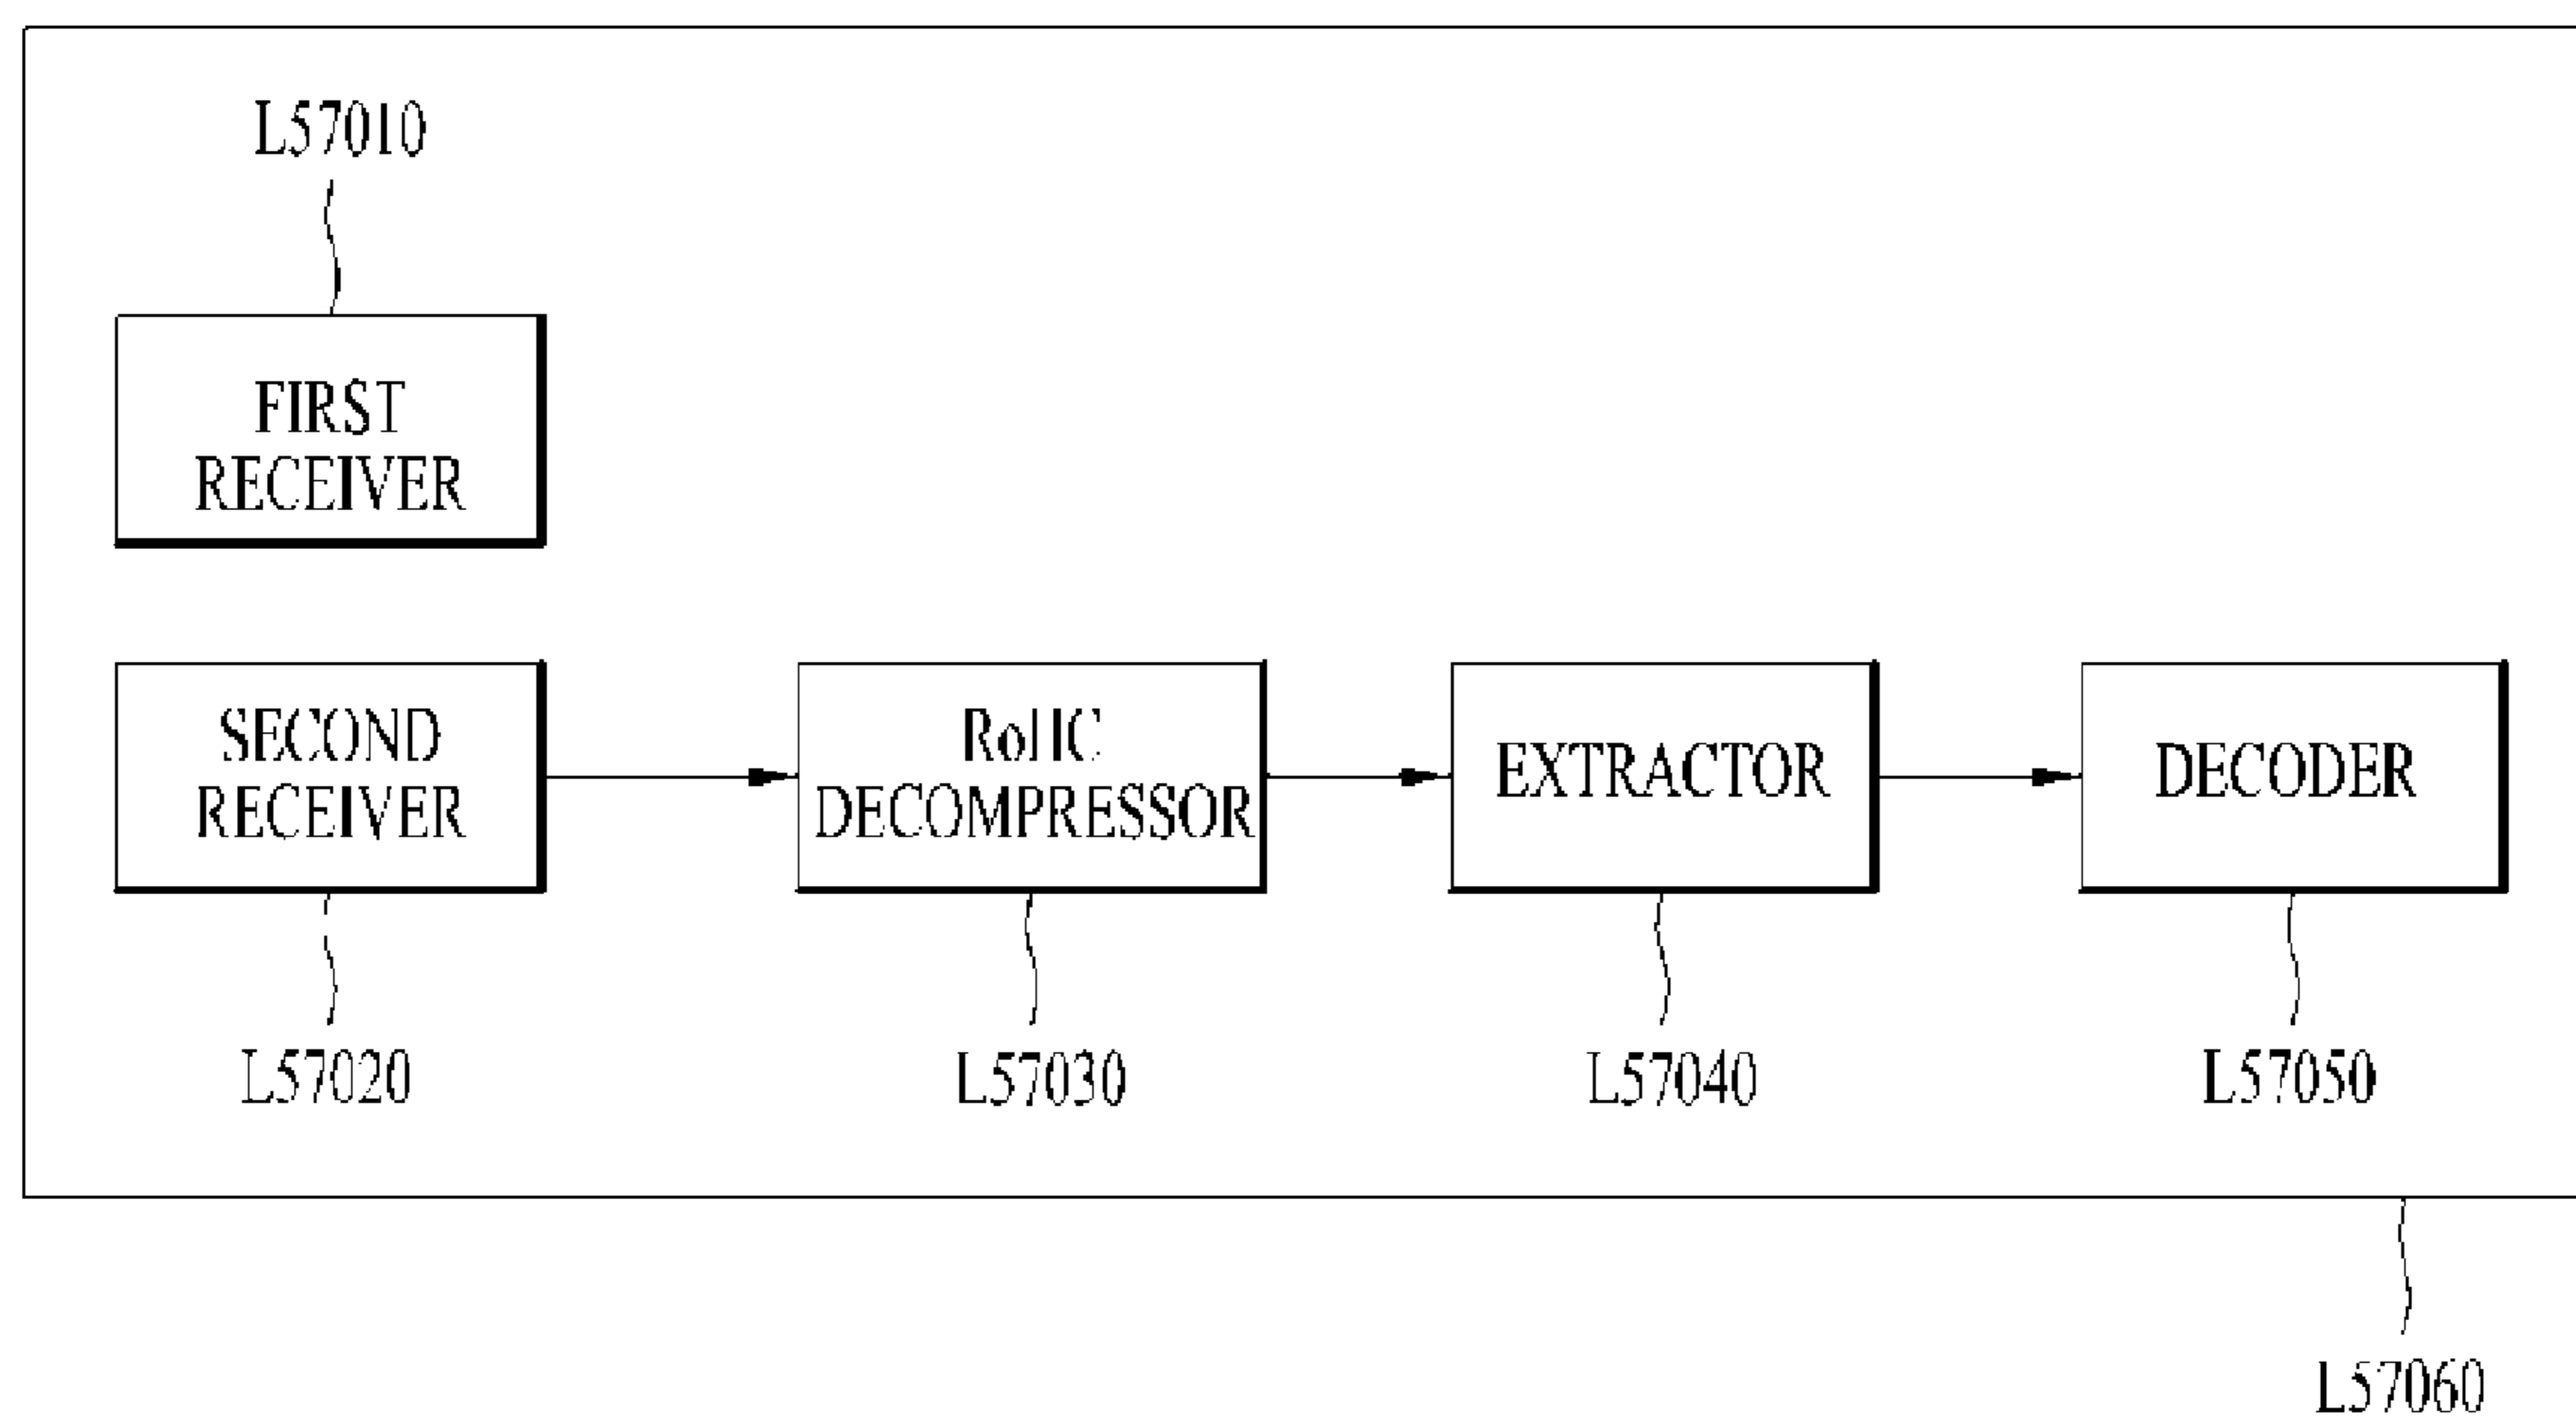 L57010
FIRST
RECEIVER
SECOND
RECEIVER
RoHC
DECOMPRESSOR
EXTRACTOR
DECODER
L57020
L57030
L57040
L57050
L57060